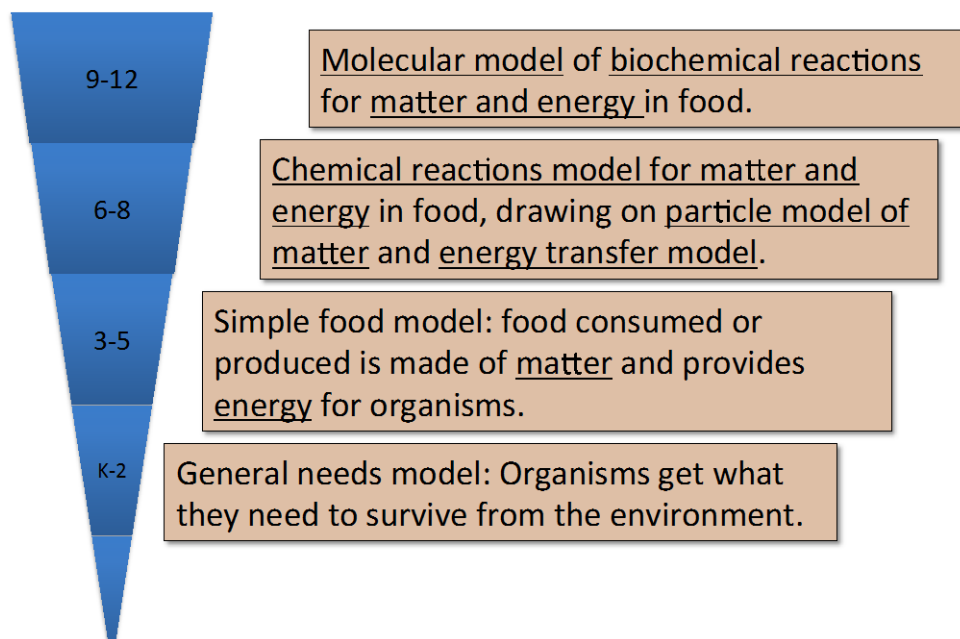 9-12
Molecular model of biochemical reactions
for matter and energy in food.
6-8
Chemical reactions model for matter and
energy in food, drawing on particle model of
matter and energy transfer model.
3-5
Simple food model: food consumed or
produced is made of matter and provides
energy for organisms.
K-2
General needs model: Organisms get what
they need to survive from the environment.